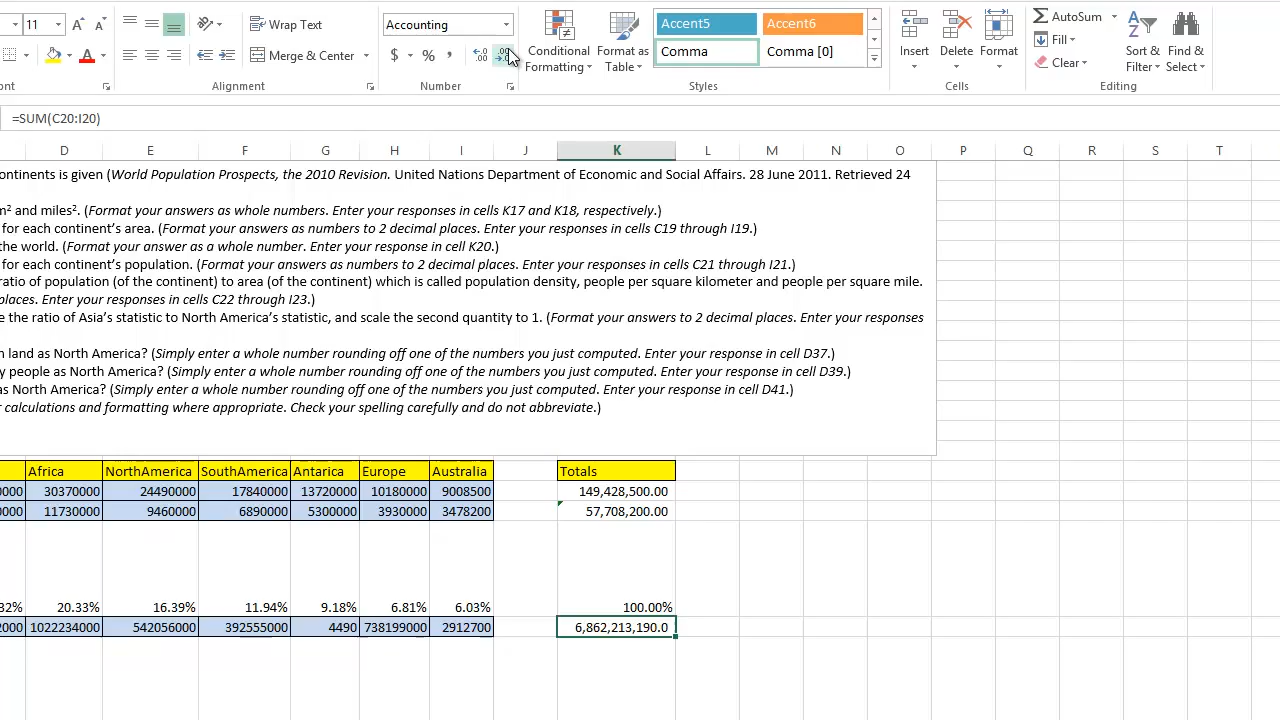 11
A
A
Wrap Text
Accounting
Accent5
Accent6
AutoSum
A
$
%
,
Merge & Center
Conditional
Formatting
Format as
Table
Comma
Comma [0]
Insert
Delete
Format
Fill
Clear
Sort &
Filter
Find &
Select
ont
Alignment
Number
Styles
Cells
Editing
=SUM(C20:I20)
D E F G H I J K L M N O P Q R S T
ontinents is given (World Population Prospects, the 2010 Revision. United Nations Department of Economic and Social Affairs. 28 June 2011. Retrieved 24
m² and miles². (Format your answers as whole numbers. Enter your responses in cells K17 and K18, respectively.)
for each continent's area. (Format your answers as numbers to 2 decimal places. Enter your responses in cells C19 through I19.)
the world. (Format your answer as a whole number. Enter your response in cell K20.)
for each continent's population. (Format your answers as numbers to 2 decimal places. Enter your responses in cells C21 through I21.)
ratio of population (of the continent) to area (of the continent) which is called population density, people per square kilometer and people per square mile.
places. Enter your responses in cells C22 through I23.)
e the ratio of Asia's statistic to North America's statistic, and scale the second quantity to 1. (Format your answers to 2 decimal places. Enter your responses
h land as North America? (Simply enter a whole number rounding off one of the numbers you just computed. Enter your response in cell D37.)
y people as North America? (Simply enter a whole number rounding off one of the numbers you just computed. Enter your response in cell D39.)
as North America? (Simply enter a whole number rounding off one of the numbers you just computed. Enter your response in cell D41.)
r calculations and formatting where appropriate. Check your spelling carefully and do not abbreviate.)
Africa NorthAmerica SouthAmerica Antarica Europe Australia Totals
0000 30370000 24490000 17840000 13720000 10180000 9008500 149,428,500.00
0000 11730000 9460000 6890000 5300000 3930000 3478200 57,708,200.00
32% 20.33% 16.39% 11.94% 9.18% 6.81% 6.03% 100.00%
2000 1022234000 542056000 392555000 4490 738199000 2912700 6,862,213,190.0